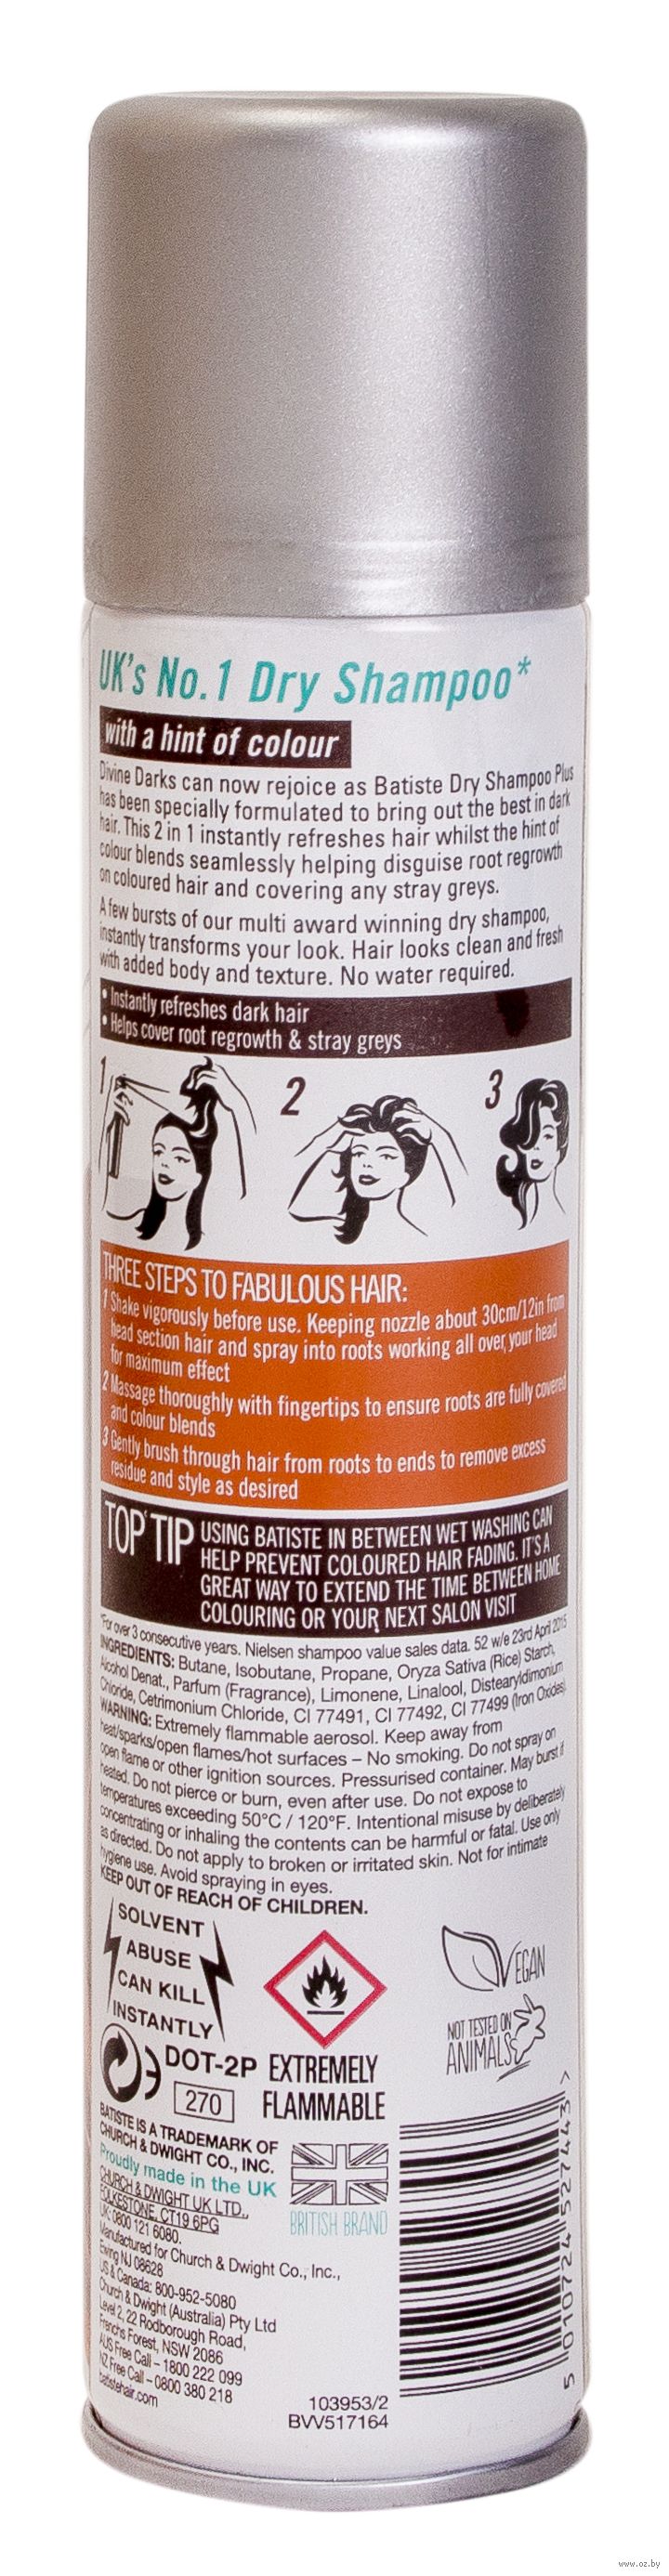 UK's No.1 Dry Shampoo*
with a hint of colour
Divine Darks can now rejoice as Batiste Dry Shampoo Plus
has been specially formulated to bring out the best in dark
hair. This 2 in 1 instantly refreshes hair whilst the hint of
colour blends seamlessly helping disguise root regrowth
on coloured hair and covering any stray greys.
A few bursts of our multi award winning dry shampoo,
instantly transforms your look. Hair looks clean and fresh
with added body and texture. No water required.
• Instantly refreshes dark hair
• Helps cover root regrowth & stray greys
1 2 3
THREE STEPS TO FABULOUS HAIR:
1 Shake vigorously before use. Keeping nozzle about 30cm/12in from
head section hair and spray into roots working all over your head
for maximum effect
2 Massage thoroughly with fingertips to ensure roots are fully covered
and colour blends
3 Gently brush through hair from roots to ends to remove excess
residue and style as desired
TOP TIP
USING BATISTE IN BETWEEN WET WASHING CAN
HELP PREVENT COLOURED HAIR FADING. IT'S A
GREAT WAY TO EXTEND THE TIME BETWEEN HOME
COLOURING OR YOUR NEXT SALON VISIT
*For over 3 consecutive years. Nielsen shampoo value sales data. 52 w/e 23rd April 2015
INGREDIENTS: Butane, Isobutane, Propane, Oryza Sativa (Rice) Starch,
Alcohol Denat., Parfum (Fragrance), Limonene, Linalool, Distearyldimonium
Chloride, Cetrimonium Chloride, CI 77491, CI 77492, CI 77499 (Iron Oxides).
WARNING: Extremely flammable aerosol. Keep away from
heat/sparks/open flames/hot surfaces – No smoking. Do not spray on
open flame or other ignition sources. Pressurised container. May burst if
heated. Do not pierce or burn, even after use. Do not expose to
temperatures exceeding 50°C / 120°F. Intentional misuse by deliberately
concentrating or inhaling the contents can be harmful or fatal. Use only
as directed. Do not apply to broken or irritated skin. Not for intimate
hygiene use. Avoid spraying in eyes.
KEEP OUT OF REACH OF CHILDREN.
SOLVENT
ABUSE
CAN KILL
INSTANTLY
VEGAN
NOT TESTED ON
ANIMALS
DOT-2P
270
EXTREMELY
FLAMMABLE
BATISTE IS A TRADEMARK OF
CHURCH & DWIGHT CO., INC.
Proudly made in the UK
CHURCH & DWIGHT UK LTD.,
FOLKESTONE, CT19 6PG
UK: 0800 121 6080.
Manufactured for Church & Dwight Co., Inc.,
Ewing NJ 08628
US & Canada: 800-952-5080
Church & Dwight (Australia) Pty Ltd
Level 2, 22 Rodborough Road,
Frenchs Forest, NSW 2086
AUS Free Call – 1800 222 099
NZ Free Call – 0800 380 218
batistehair.com
BRITISH BRAND
5 010724 527443 >
103953/2
BVV517164
www.oz.by